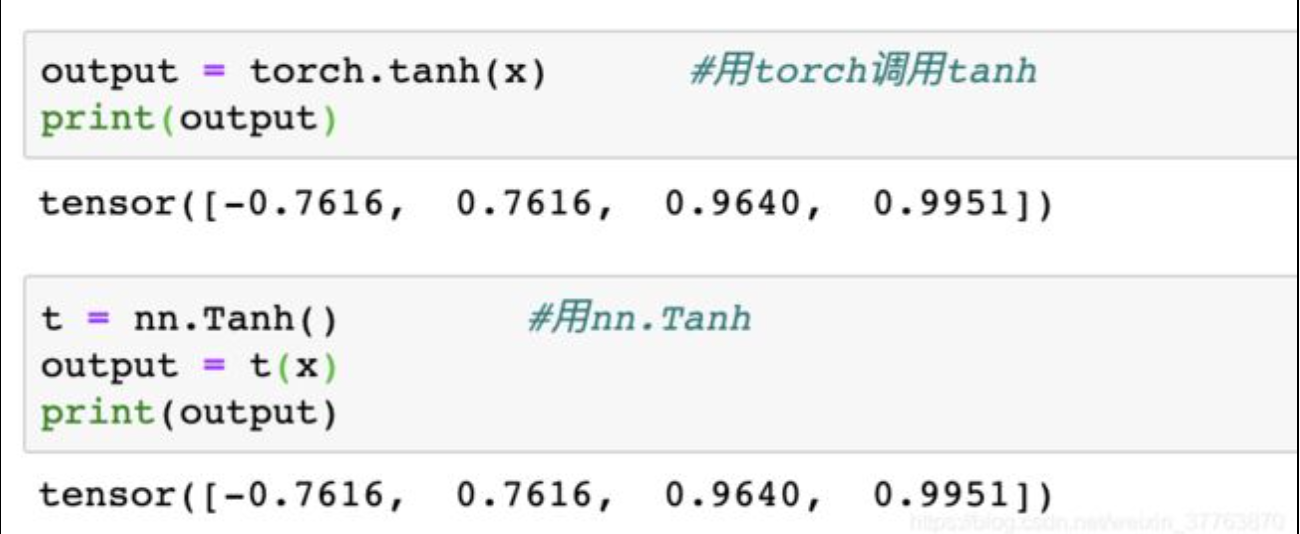 output = torch.tanh(x)        #用torch调用tanh
print(output)
tensor([-0.7616,  0.7616,  0.9640,  0.9951])
t = nn.Tanh()          #用nn.Tanh
output = t(x)
print(output)
tensor([-0.7616,  0.7616,  0.9640,  0.9951])
https://blog.csdn.net/weixin_37763870